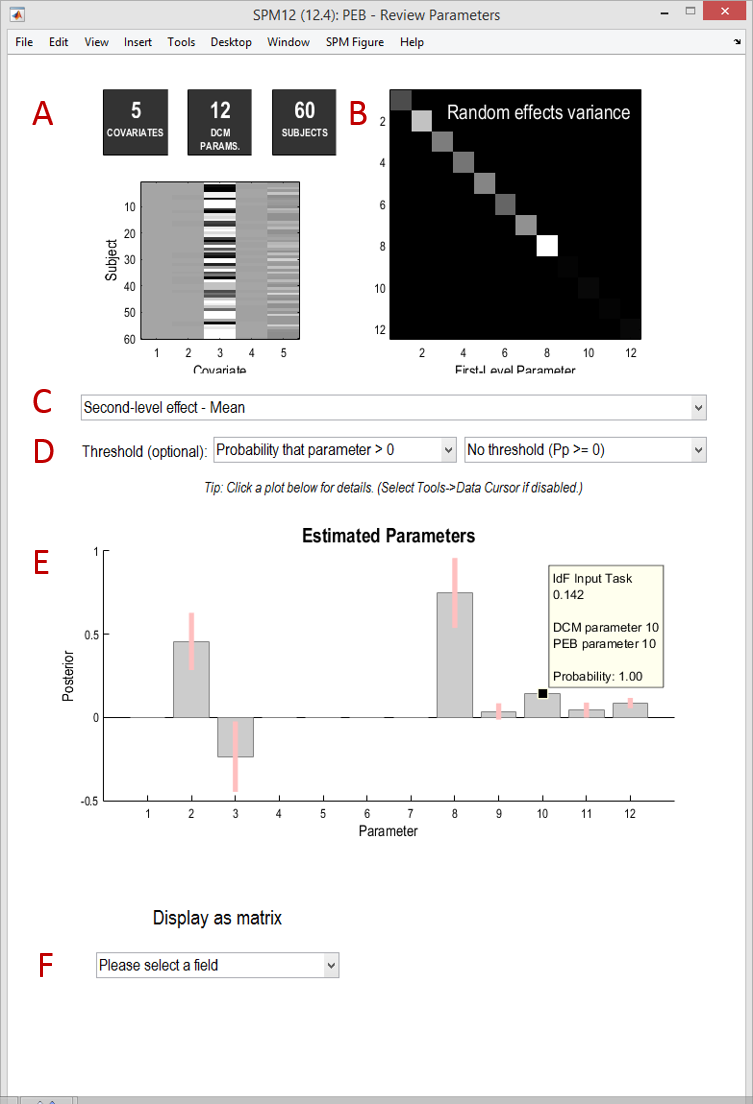 SPM12 (12.4): PEB - Review Parameters
File Edit View Insert Tools Desktop Window SPM Figure Help
A
5
COVARIATES
12
DCM
PARAMS.
60
SUBJECTS
B
Random effects variance
2
4
6
8
10
12
2 4 6 8 10 12
First-Level Parameter
Subject
10
20
30
40
50
60
1 2 3 4 5
Covariate
C
Second-level effect - Mean
D
Threshold (optional): Probability that parameter > 0 No threshold (Pp >= 0)
Tip: Click a plot below for details. (Select Tools->Data Cursor if disabled.)
E
Estimated Parameters
Posterior
1
0.5
0
-0.5
IdF Input Task
0.142
DCM parameter 10
PEB parameter 10
Probability: 1.00
1 2 3 4 5 6 7 8 9 10 11 12
Parameter
Display as matrix
F
Please select a field